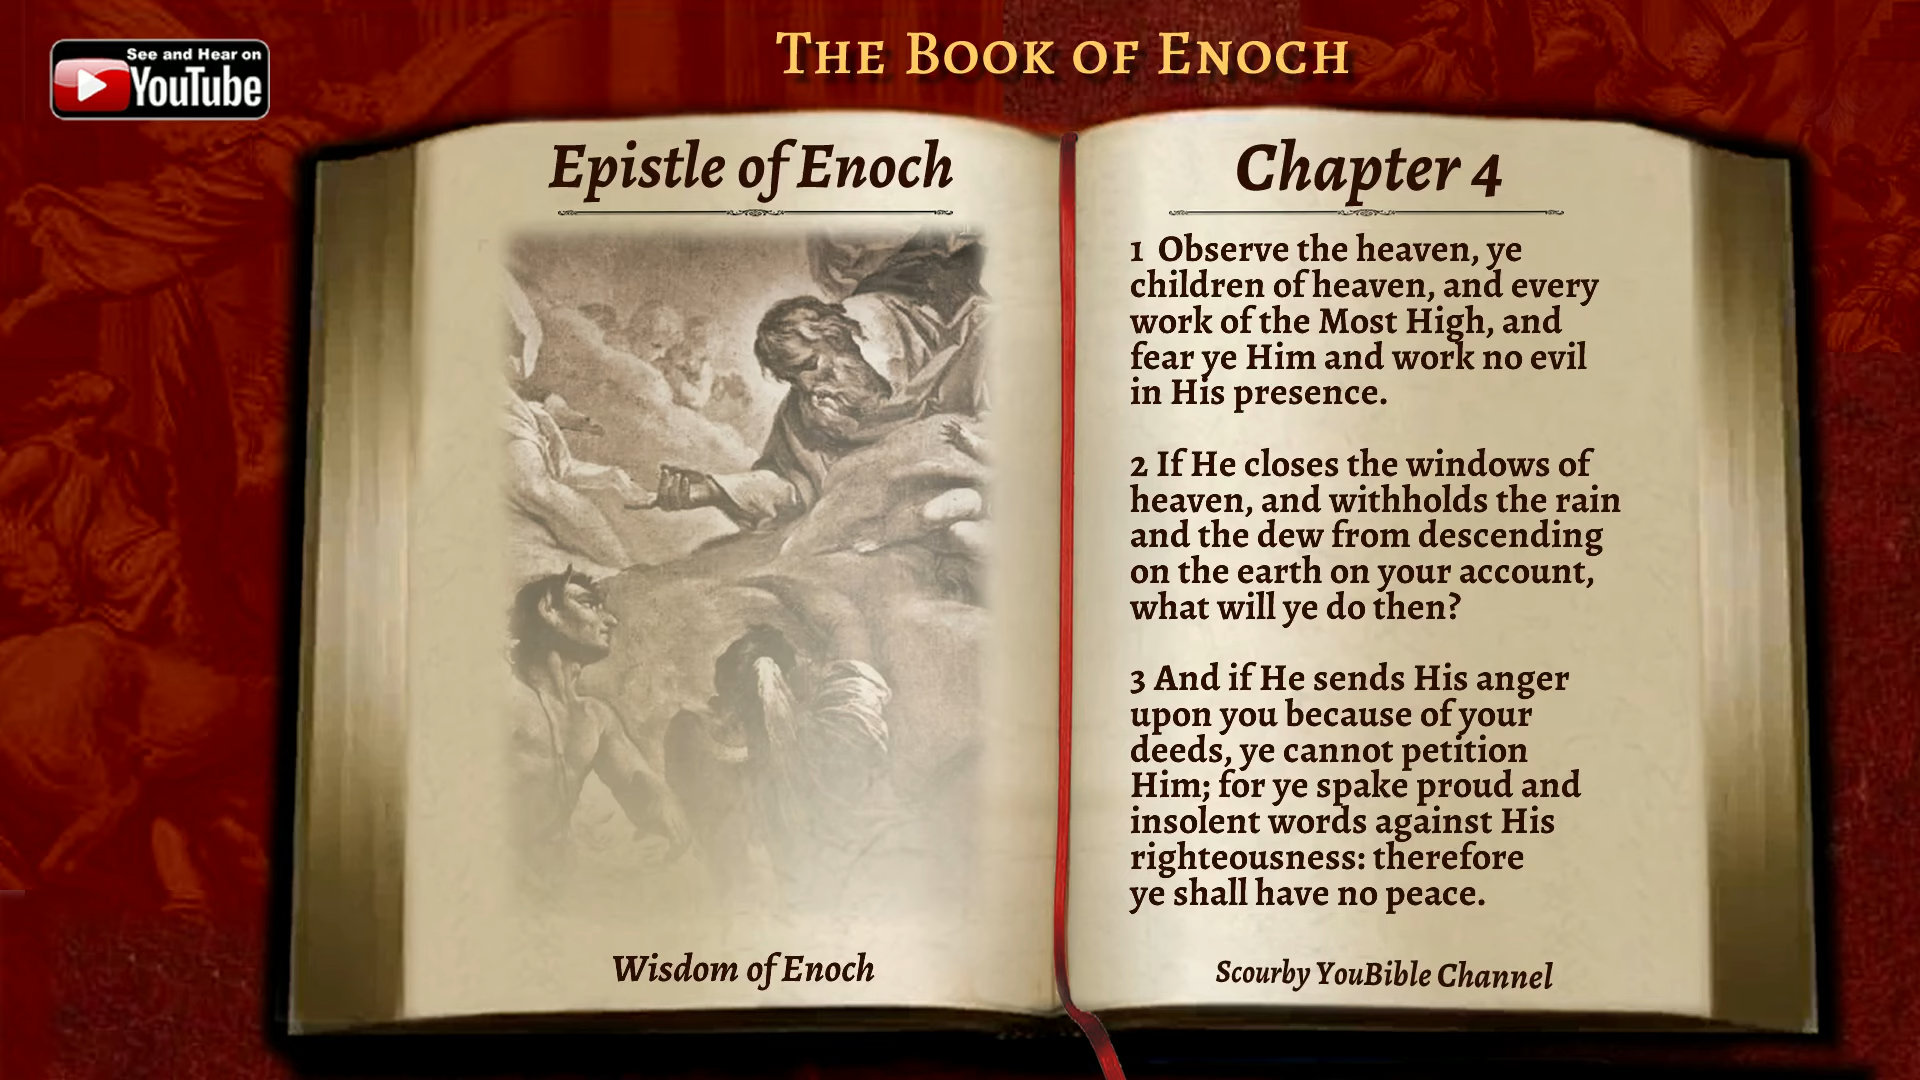 See and Hear on
YouTube
The Book of Enoch
Epistle of Enoch
Wisdom of Enoch
Chapter 4
1 Observe the heaven, ye
children of heaven, and every
work of the Most High, and
fear ye Him and work no evil
in His presence.
2 If He closes the windows of
heaven, and withholds the rain
and the dew from descending
on the earth on your account,
what will ye do then?
3 And if He sends His anger
upon you because of your
deeds, ye cannot petition
Him; for ye spake proud and
insolent words against His
righteousness: therefore
ye shall have no peace.
Scourby YouBible Channel